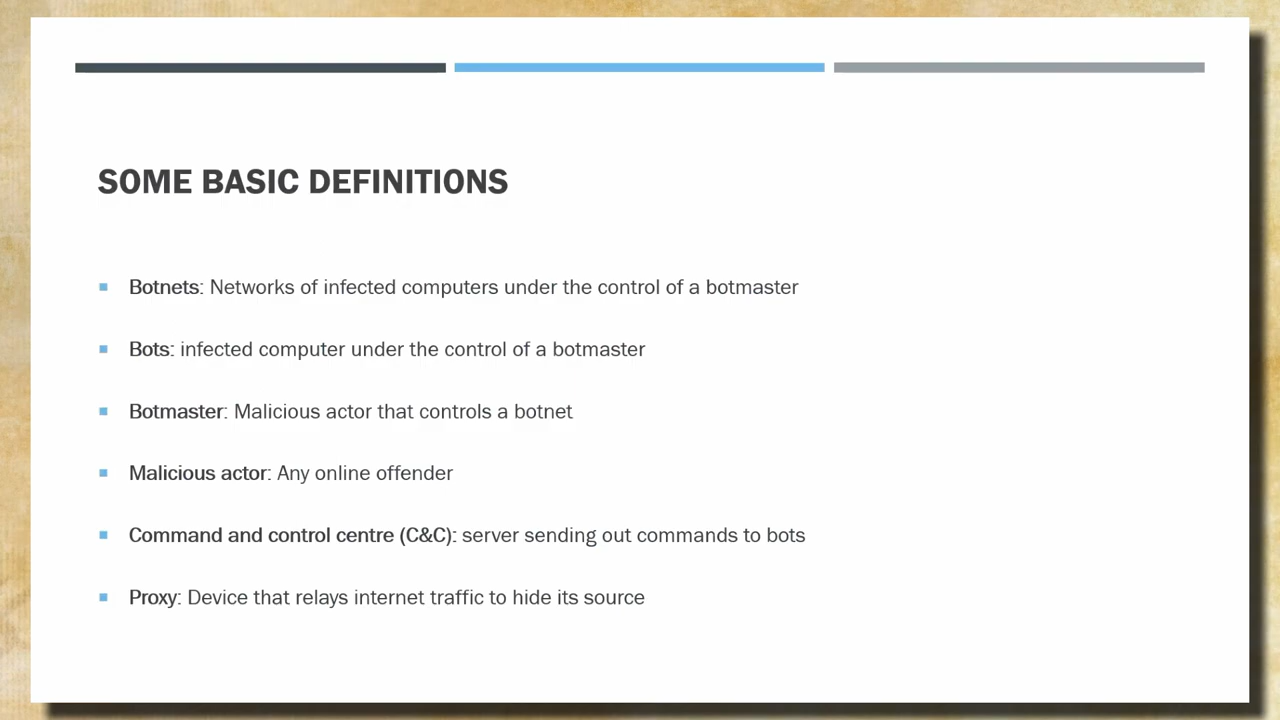 SOME BASIC DEFINITIONS
Botnets: Networks of infected computers under the control of a botmaster
Bots: infected computer under the control of a botmaster
Botmaster: Malicious actor that controls a botnet
Malicious actor: Any online offender
Command and control centre (C&C): server sending out commands to bots
Proxy: Device that relays internet traffic to hide its source